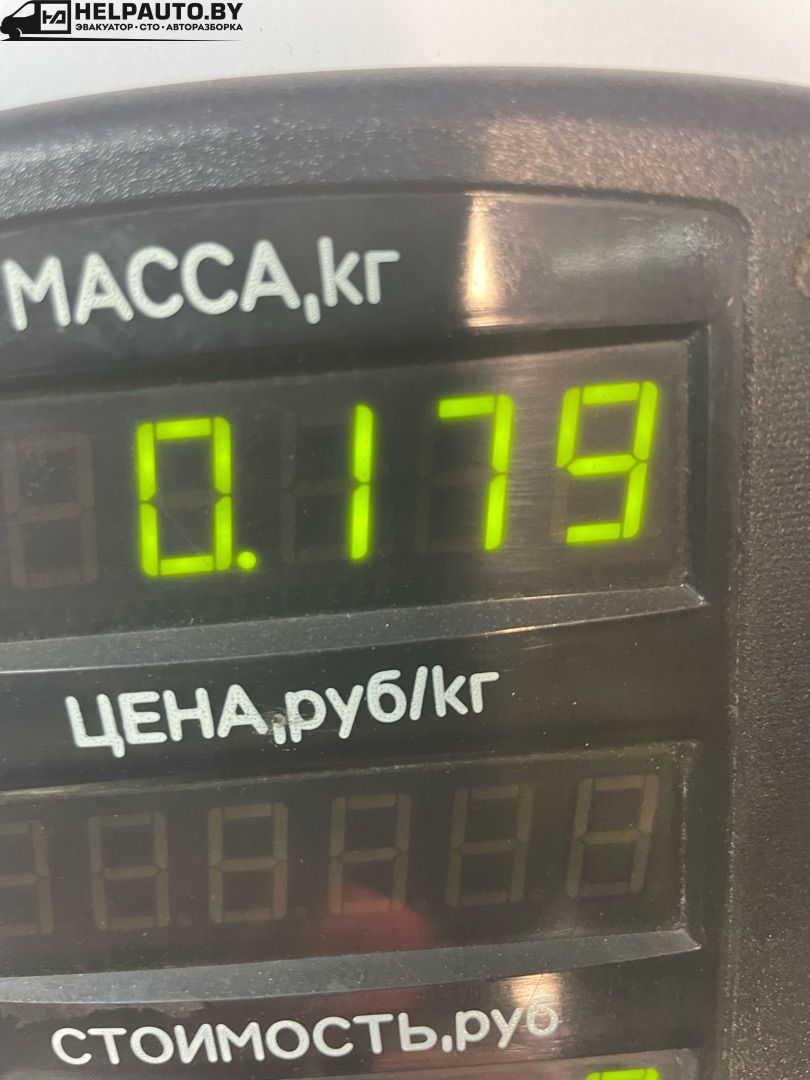 HELPAUTO.BY
ЭВАКУАТОР • СТО • АВТОРАЗБОРКА
МАССА,кг
0.179
ЦЕНА,руб/кг
СТОИМОСТЬ,руб